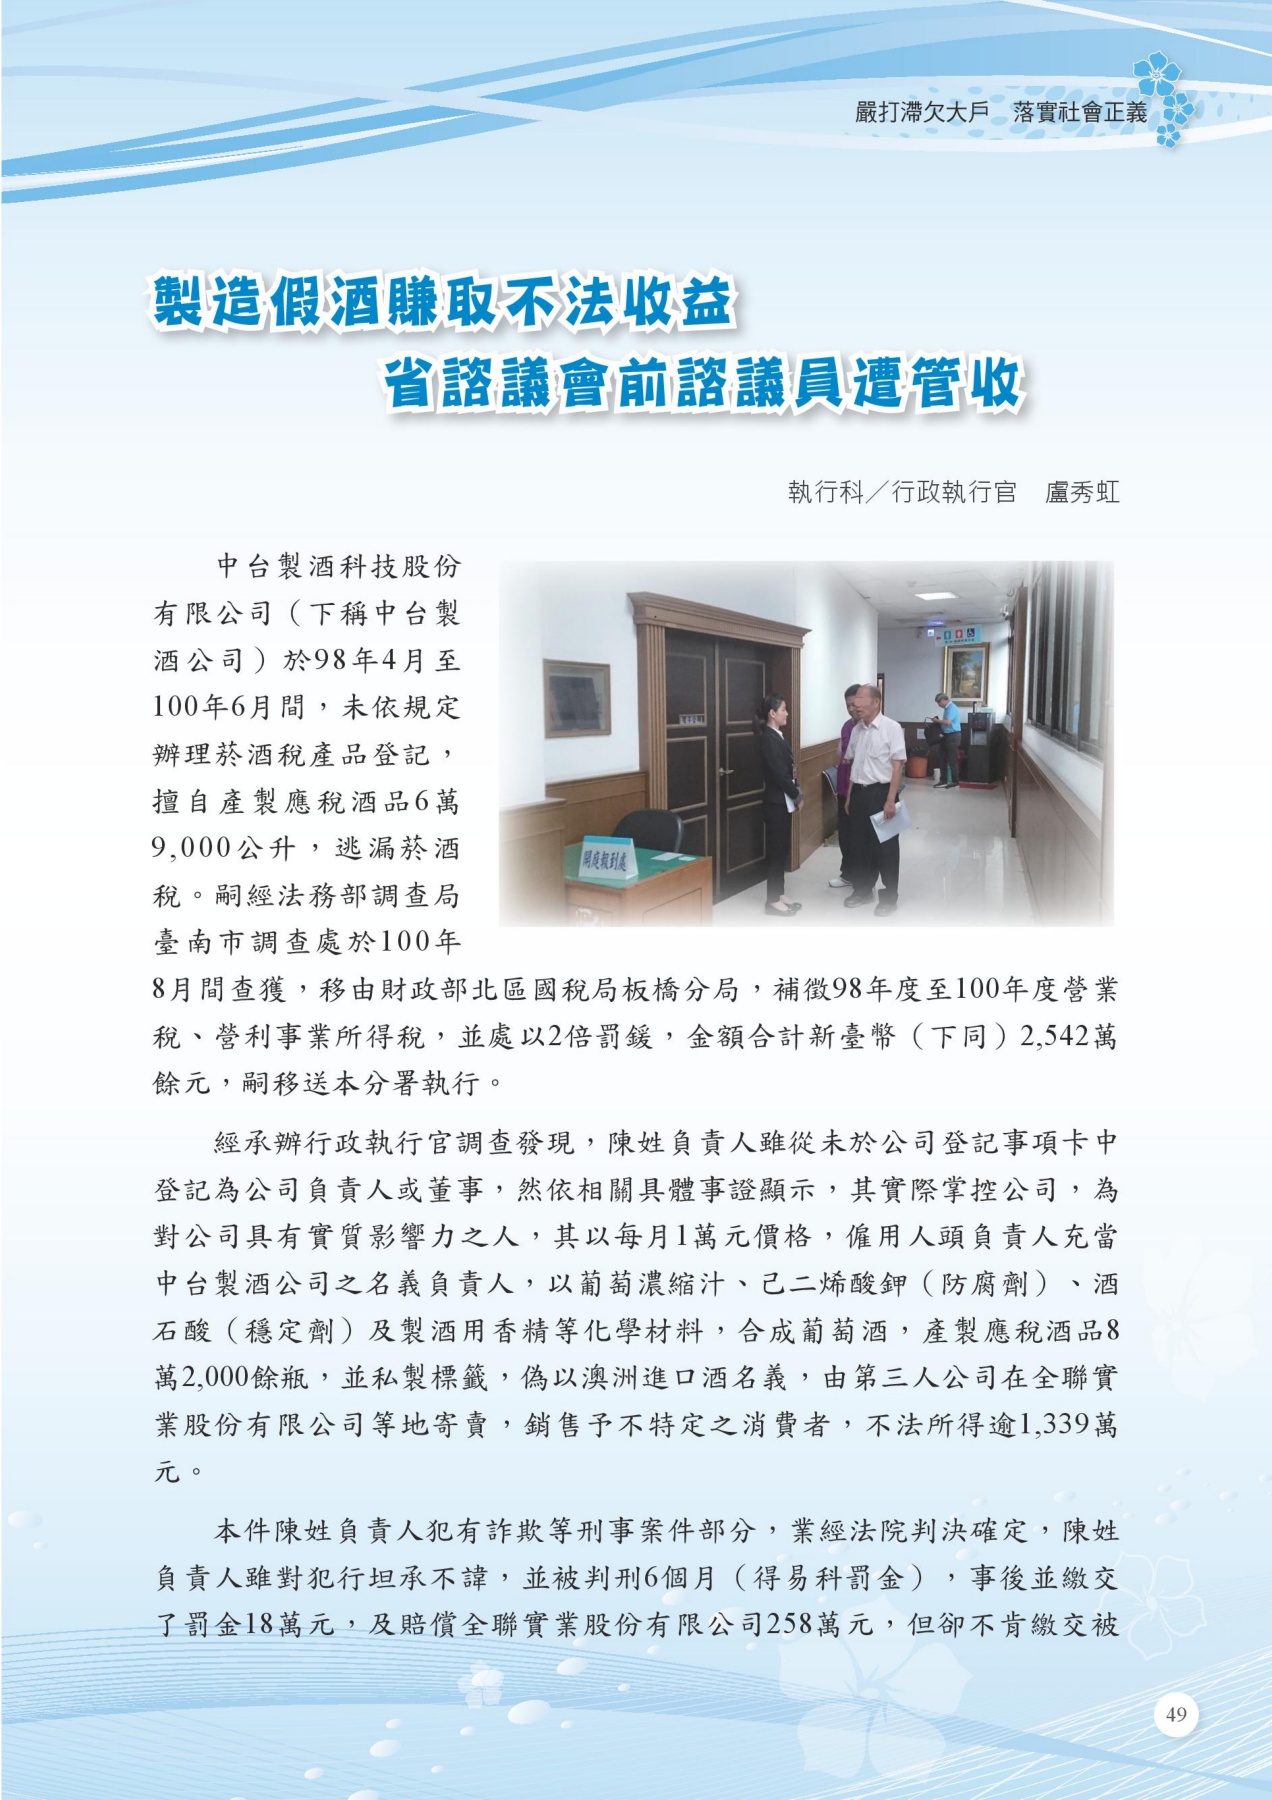 嚴打滯欠大戶　落實社會正義
製造假酒賺取不法收益
省諮議會前諮議員遭管收
執行科／行政執行官　盧秀虹
中台製酒科技股份
有限公司（下稱中台製
酒公司）於98年4月至
100年6月間，未依規定
辦理菸酒稅產品登記，
擅自產製應稅酒品6萬
9,000公升，逃漏菸酒
稅。嗣經法務部調查局
臺南市調查處於100年
開庭報到處
8月間查獲，移由財政部北區國稅局板橋分局，補徵98年度至100年度營業
稅、營利事業所得稅，並處以2倍罰鍰，金額合計新臺幣（下同）2,542萬
餘元，嗣移送本分署執行。
經承辦行政執行官調查發現，陳姓負責人雖從未於公司登記事項卡中
登記為公司負責人或董事，然依相關具體事證顯示，其實際掌控公司，為
對公司具有實質影響力之人，其以每月1萬元價格，僱用人頭負責人充當
中台製酒公司之名義負責人，以葡萄濃縮汁、己二烯酸鉀（防腐劑）、酒
石酸（穩定劑）及製酒用香精等化學材料，合成葡萄酒，產製應稅酒品8
萬2,000餘瓶，並私製標籤，偽以澳洲進口酒名義，由第三人公司在全聯實
業股份有限公司等地寄賣，銷售予不特定之消費者，不法所得逾1,339萬
元。
本件陳姓負責人犯有詐欺等刑事案件部分，業經法院判決確定，陳姓
負責人雖對犯行坦承不諱，並被判刑6個月（得易科罰金），事後並繳交
了罰金18萬元，及賠償全聯實業股份有限公司258萬元，但卻不肯繳交被
49